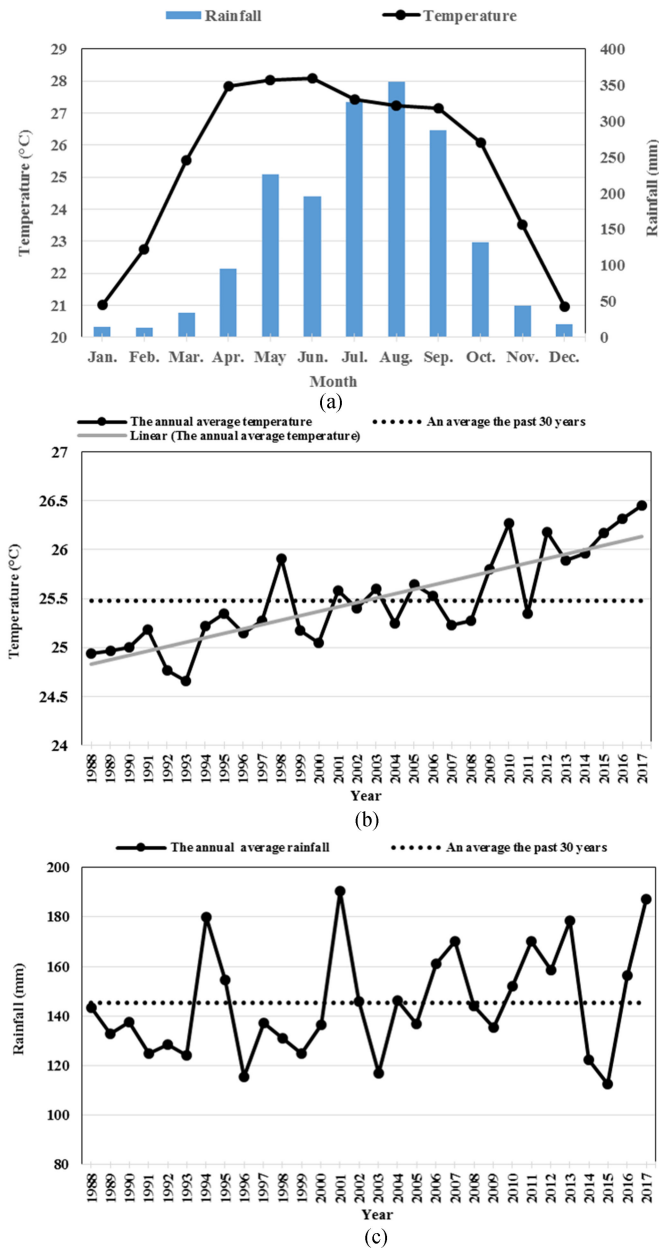 Rainfall Temperature
29
28
27
26
25
24
23
22
21
20
Temperature (°C)
400
350
300
250
200
150
100
50
0
Rainfall (mm)
Jan. Feb. Mar. Apr. May Jun. Jul. Aug. Sep. Oct. Nov. Dec.
Month
(a)
The annual average temperature An average the past 30 years
Linear (The annual average temperature)
27
26.5
26
25.5
25
24.5
24
Temperature (°C)
1988 1989 1990 1991 1992 1993 1994 1995 1996 1997 1998 1999 2000 2001 2002 2003 2004 2005 2006 2007 2008 2009 2010 2011 2012 2013 2014 2015 2016 2017
Year
(b)
The annual average rainfall An average the past 30 years
200
180
160
140
120
100
80
Rainfall (mm)
1988 1989 1990 1991 1992 1993 1994 1995 1996 1997 1998 1999 2000 2001 2002 2003 2004 2005 2006 2007 2008 2009 2010 2011 2012 2013 2014 2015 2016 2017
Year
(c)